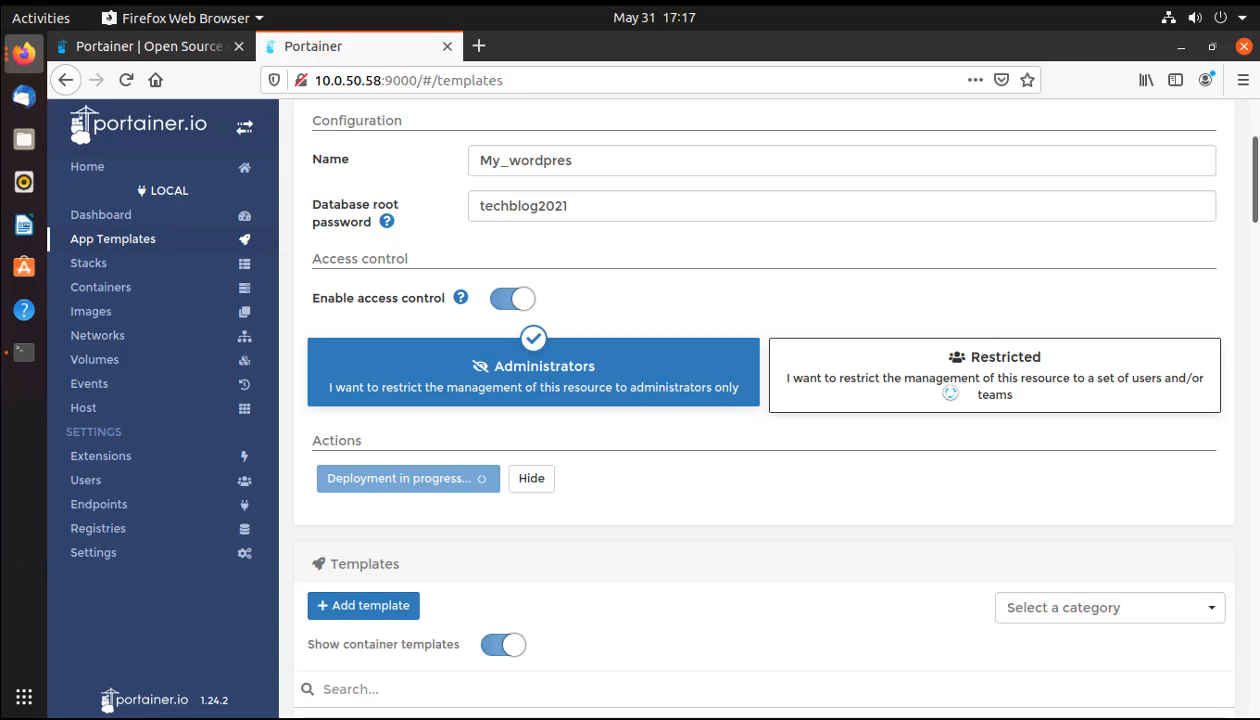 Activities
Firefox Web Browser
May 31 17:17
Portainer | Open Source
Portainer
10.0.50.58:9000/#/templates
portainer.io
Home
LOCAL
Dashboard
App Templates
Stacks
Containers
Images
Networks
Volumes
Events
Host
SETTINGS
Extensions
Users
Endpoints
Registries
Settings
portainer.io 1.24.2
Configuration
Name
My_wordpres
Database root
password
techblog2021
Access control
Enable access control
Administrators
I want to restrict the management of this resource to administrators only
Restricted
I want to restrict the management of this resource to a set of users and/or
teams
Actions
Deployment in progress...
Hide
Templates
+ Add template
Select a category
Show container templates
Search...